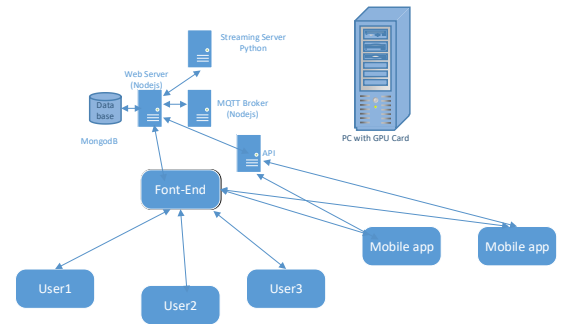 Streaming Server
Python
Web Server
(Nodejs)
Data
base
MQTT Broker
(Nodejs)
MongodB
PC with GPU Card
API
Font-End
Mobile app
Mobile app
User1
User2
User3